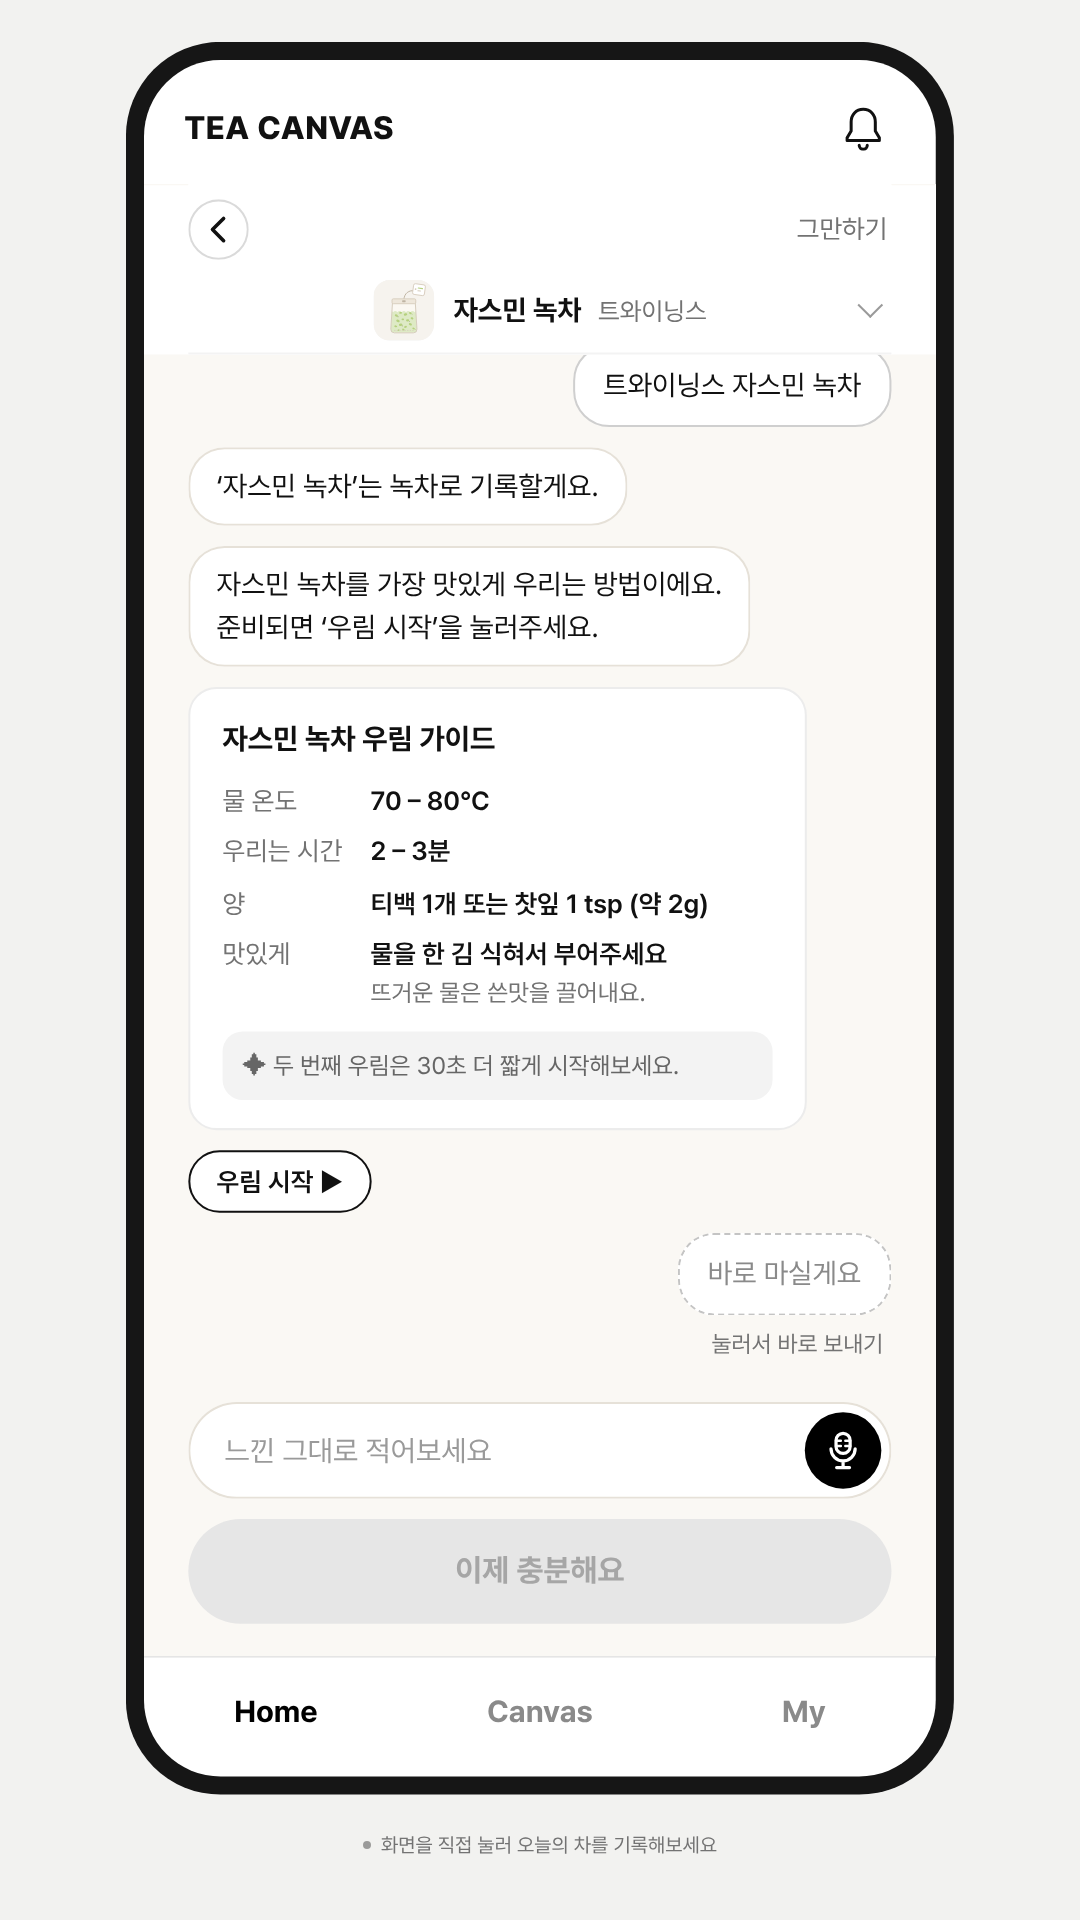 TEA CANVAS
그만하기
자스민 녹차 트와이닝스
트와이닝스 자스민 녹차
‘자스민 녹차’는 녹차로 기록할게요.
자스민 녹차를 가장 맛있게 우리는 방법이에요.
준비되면 ‘우림 시작’을 눌러주세요.
자스민 녹차 우림 가이드
물 온도 70 – 80°C
우리는 시간 2 – 3분
양 티백 1개 또는 찻잎 1 tsp (약 2g)
맛있게 물을 한 김 식혀서 부어주세요
뜨거운 물은 쓴맛을 끌어내요.
✦ 두 번째 우림은 30초 더 짧게 시작해보세요.
우림 시작 ▶
바로 마실게요
눌러서 바로 보내기
느낀 그대로 적어보세요
이제 충분해요
Home Canvas My
화면을 직접 눌러 오늘의 차를 기록해보세요